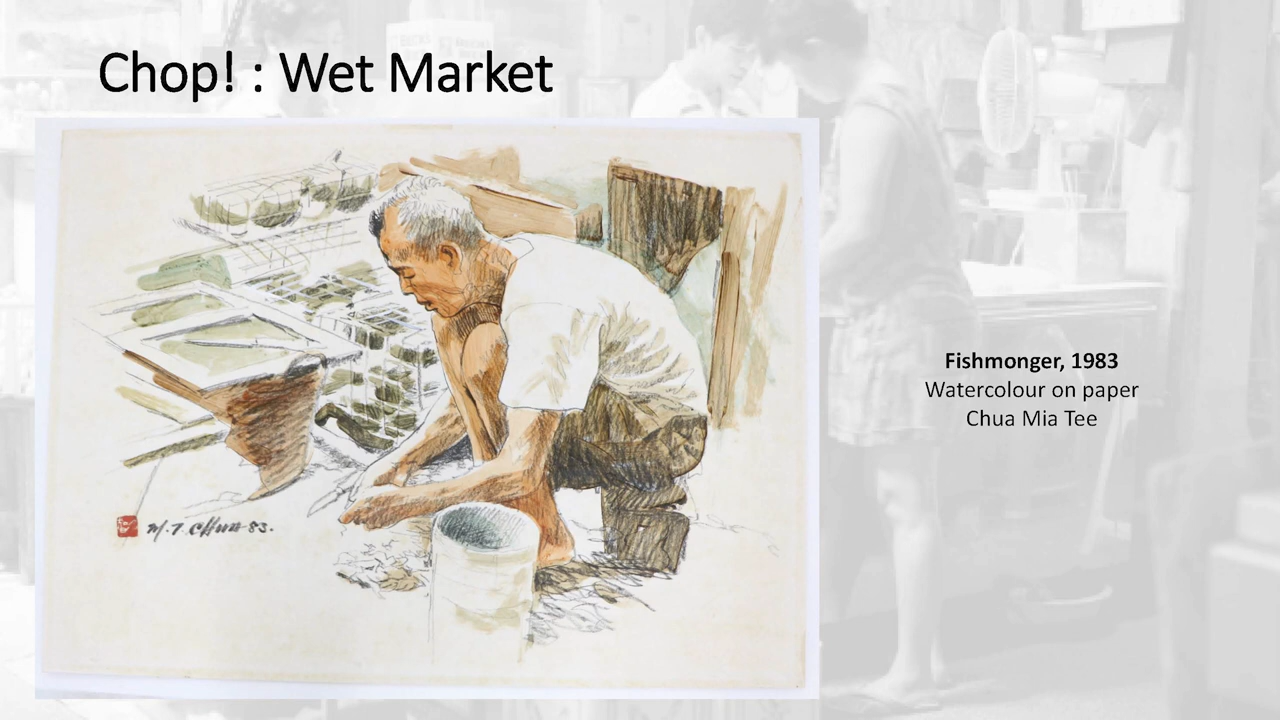 Chop! : Wet Market
Fishmonger, 1983
Watercolour on paper
Chua Mia Tee
M.T. CHUA 83.